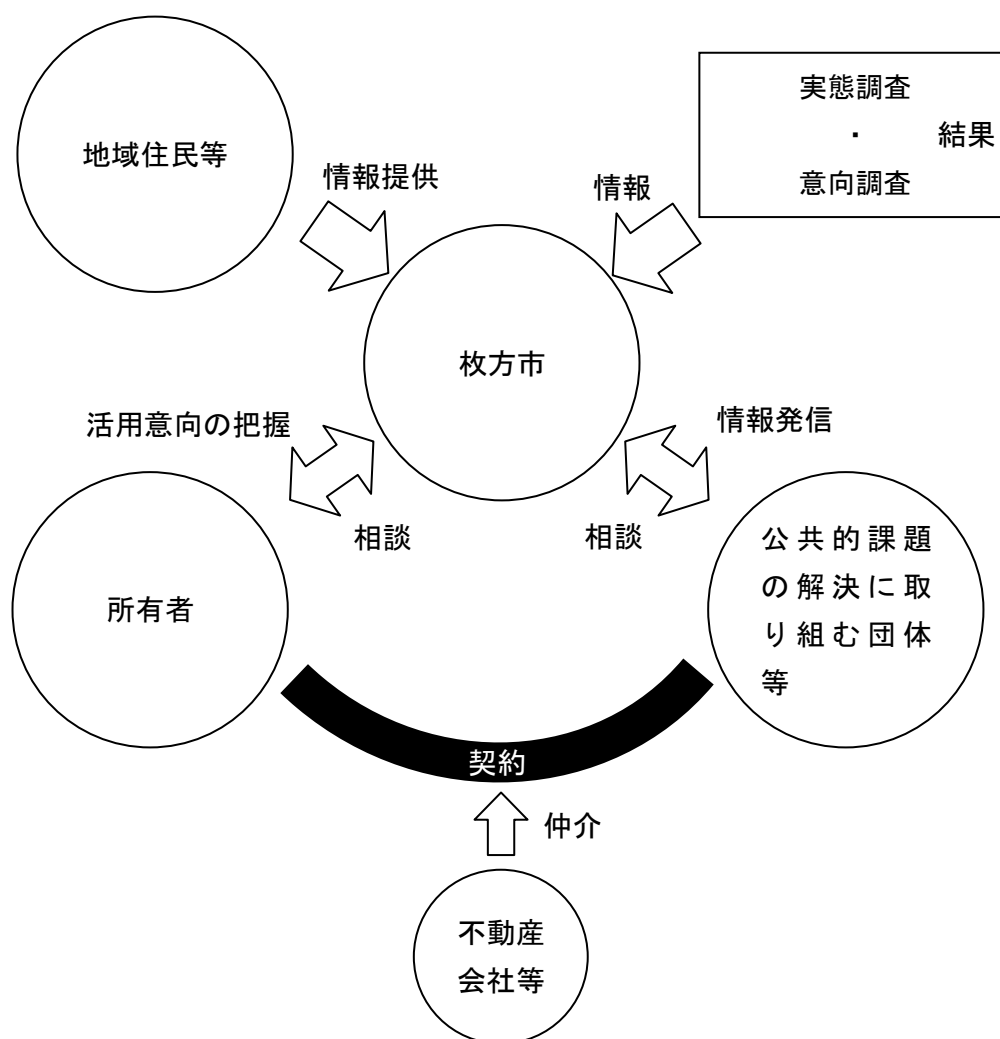 地域住民等
実態調査
・ 結果
意向調査
情報提供
情報
枚方市
活用意向の把握
情報発信
相談
相談
所有者
公共的課題
の解決に取
り組む団体
等
契約
仲介
不動産
会社等